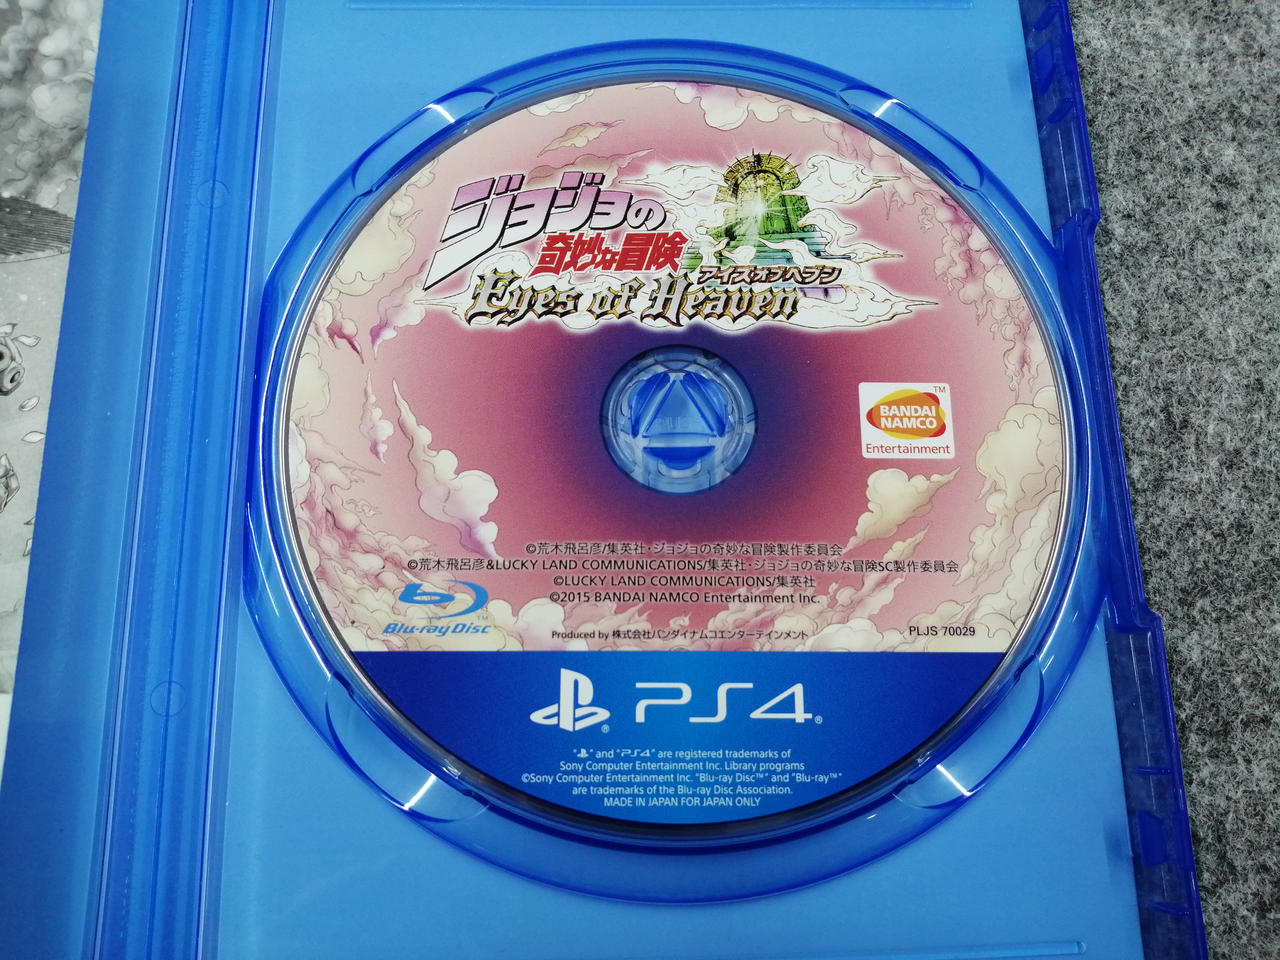 ジョジョの
奇妙な冒険
アイズオブヘブン
Eyes of Heaven
TM
BANDAI
NAMCO
Entertainment
©荒木飛呂彦/集英社・ジョジョの奇妙な冒険製作委員会
©荒木飛呂彦&LUCKY LAND COMMUNICATIONS/集英社・ジョジョの奇妙な冒険SC製作委員会
©LUCKY LAND COMMUNICATIONS/集英社
©2015 BANDAI NAMCO Entertainment Inc.
Blu-ray Disc™
Produced by 株式会社バンダイナムコエンターテインメント
PLJS 70029
PS4®
" " and "PS4" are registered trademarks of
Sony Computer Entertainment Inc. Library programs
©Sony Computer Entertainment Inc. "Blu-ray Disc™" and "Blu-ray™"
are trademarks of the Blu-ray Disc Association.
MADE IN JAPAN FOR JAPAN ONLY